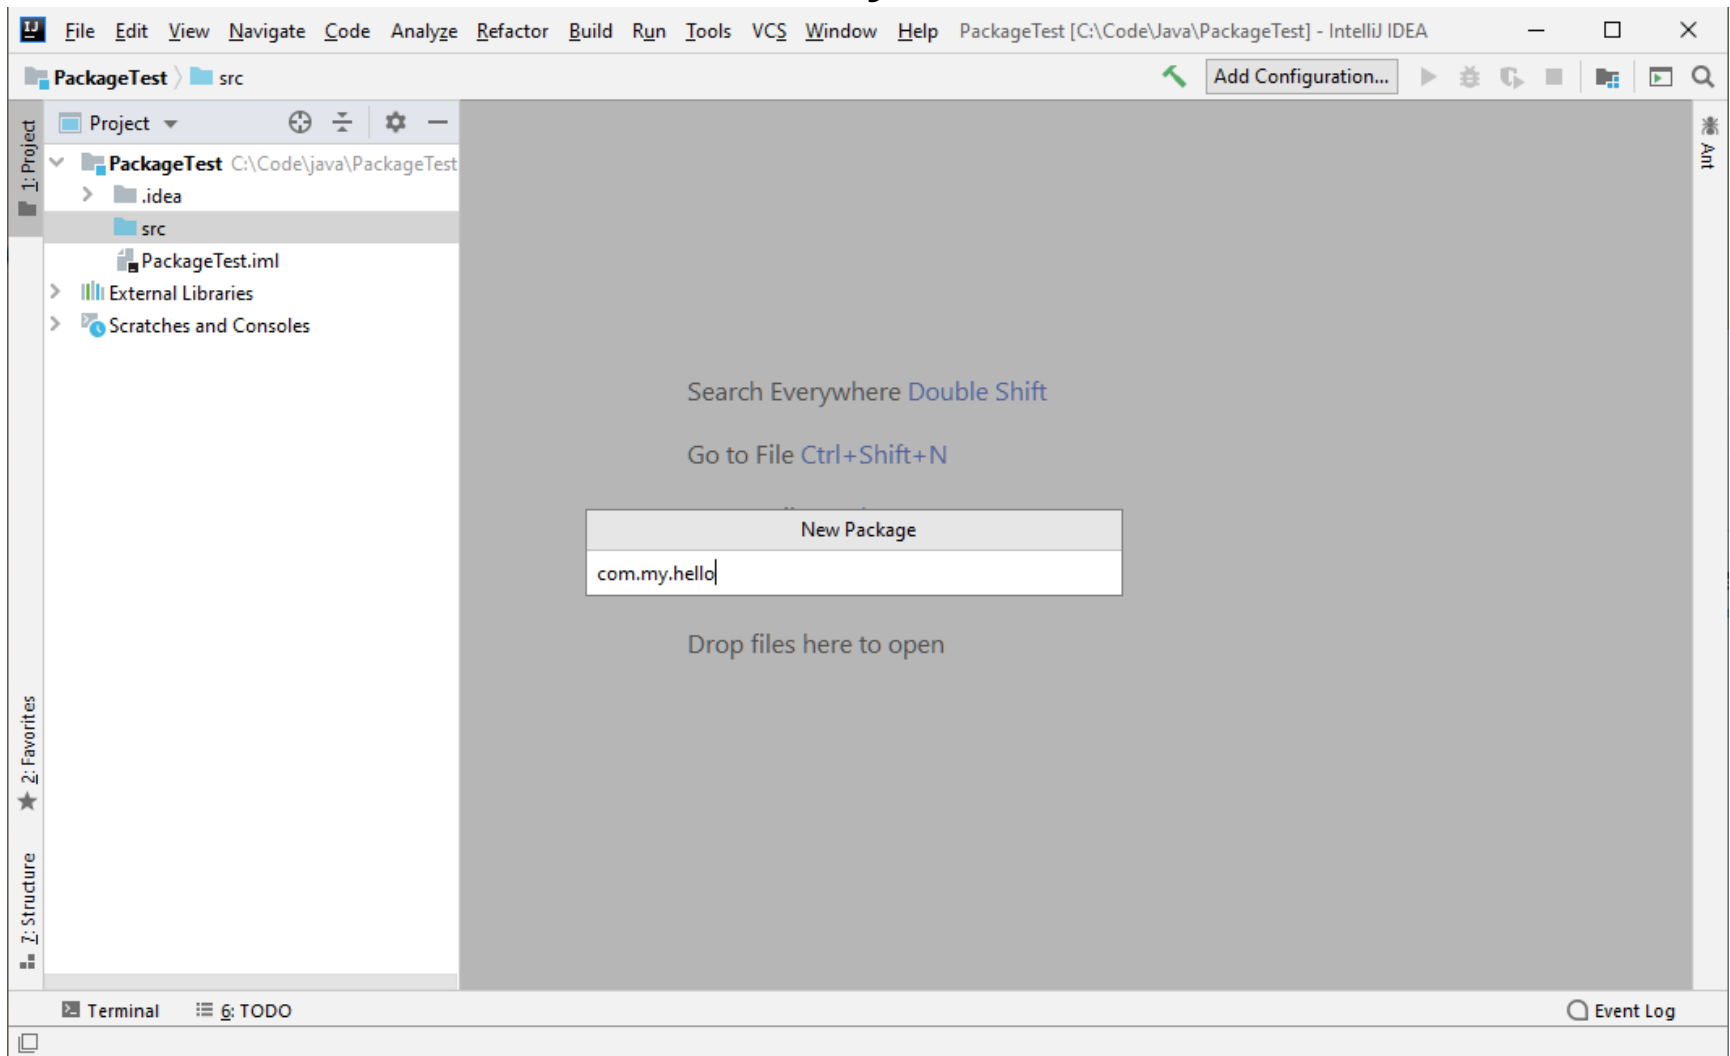 File Edit View Navigate Code Analyze Refactor Build Run Tools VCS Window Help PackageTest [C:\Code\Java\PackageTest] - IntelliJ IDEA
PackageTest src Add Configuration...
1: Project
Project
PackageTest C:\Code\java\PackageTest
.idea
src
PackageTest.iml
External Libraries
Scratches and Consoles
Ant
Search Everywhere Double Shift
Go to File Ctrl+Shift+N
New Package
com.my.hello
Drop files here to open
2: Favorites
7: Structure
Terminal 6: TODO Event Log